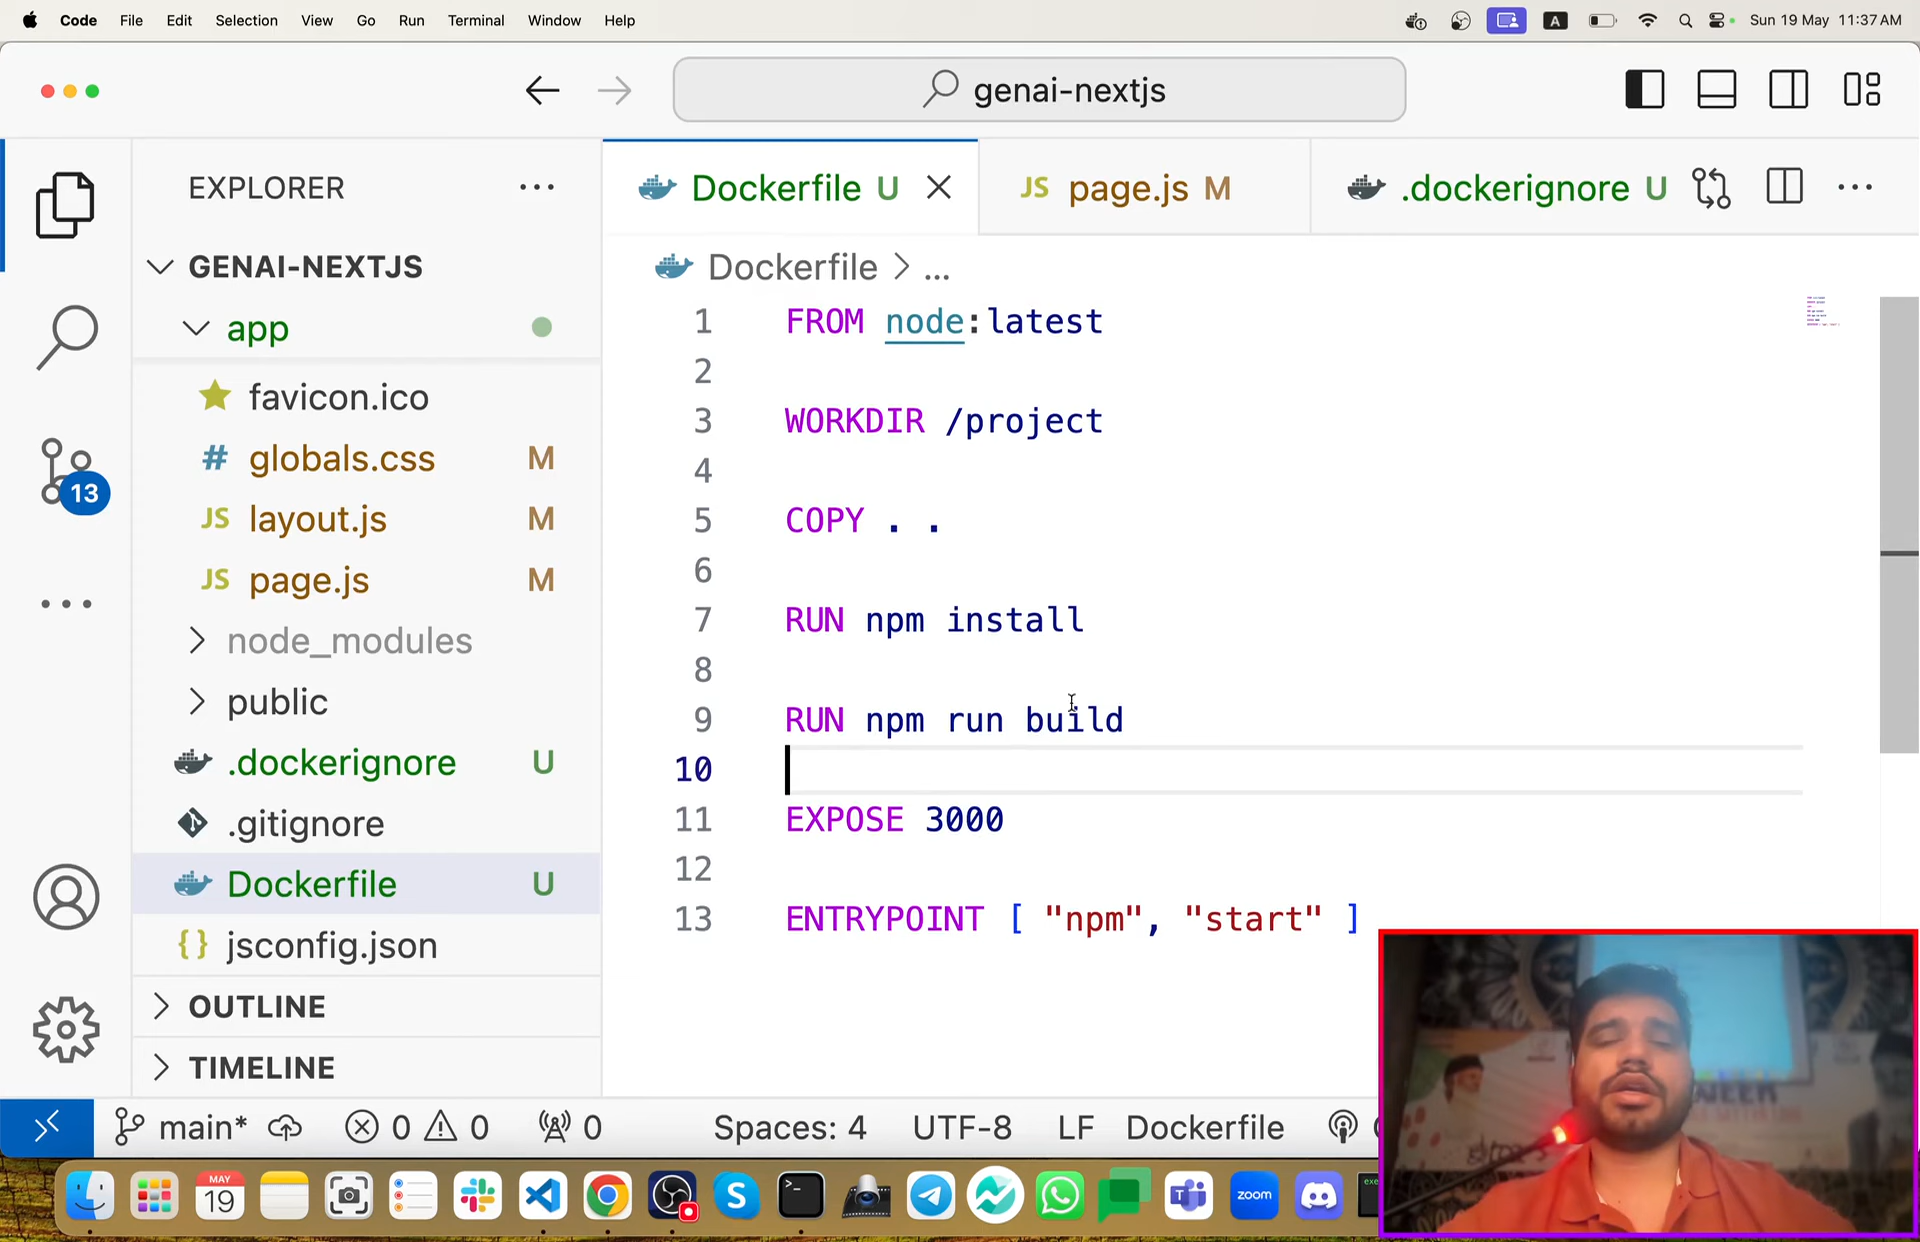 Code File Edit Selection View Go Run Terminal Window Help
A Sun 19 May 11:37 AM
genai-nextjs
EXPLORER
GENAI-NEXTJS
app
favicon.ico
# globals.css M
JS layout.js M
JS page.js M
node_modules
public
.dockerignore U
.gitignore
Dockerfile U
{} jsconfig.json
OUTLINE
TIMELINE
13
Dockerfile U
JS page.js M
.dockerignore U
Dockerfile > ...
1 FROM node:latest
2
3 WORKDIR /project
4
5 COPY . .
6
7 RUN npm install
8
9 RUN npm run build
10
11 EXPOSE 3000
12
13 ENTRYPOINT [ "npm", "start" ]
main* 0 0 0 Spaces: 4 UTF-8 LF Dockerfile
MAY
19
S
>_
zoom
exe